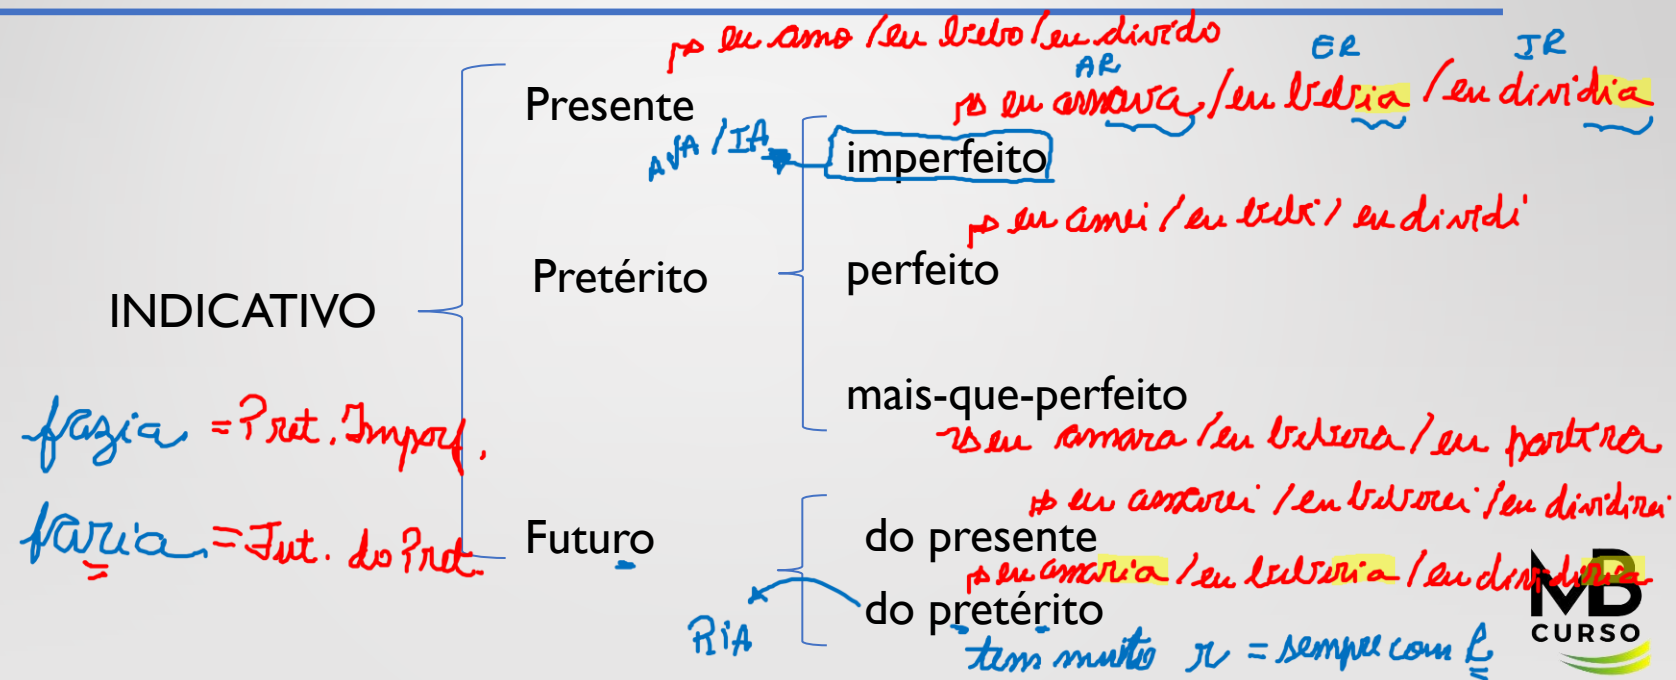 → eu amo / eu bebo / eu divido
AR ER IR
Presente
→ eu amava / eu bebia / eu dividia
AVA / IA
imperfeito
→ eu amei / eu bebi / eu dividi
Pretérito
perfeito
INDICATIVO
mais-que-perfeito
→ eu amara / eu bebera / eu partira
fazia = Pret. Imperf.
→ eu amarei / eu beberei / eu dividirei
faria = Fut. do Pret.
Futuro
do presente
→ eu amaria / eu beberia / eu dividiria
do pretérito
RIA
tem muito r = sempre com R
MB
CURSO